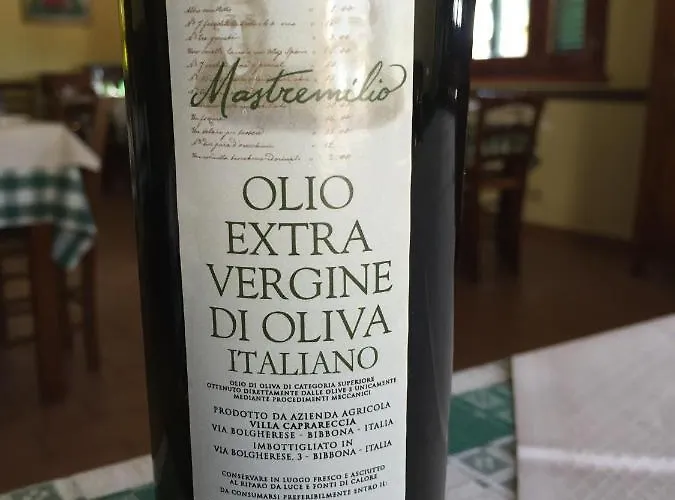 Mastremilio
OLIO
EXTRA
VERGINE
DI OLIVA
ITALIANO
OLIO DI OLIVA DI CATEGORIA SUPERIORE
OTTENUTO DIRETTAMENTE DALLE OLIVE E UNICAMENTE
MEDIANTE PROCEDIMENTI MECCANICI
PRODOTTO DA AZIENDA AGRICOLA
VILLA CAPRARECCIA
VIA BOLGHERESE - BIBBONA - ITALIA
IMBOTTIGLIATO IN
VIA BOLGHERESE, 3 - BIBBONA - ITALIA
CONSERVARE IN LUOGO FRESCO E ASCIUTTO
AL RIPARO DA LUCE E FONTI DI CALORE
DA CONSUMARSI PREFERIBILMENTE ENTRO IL: